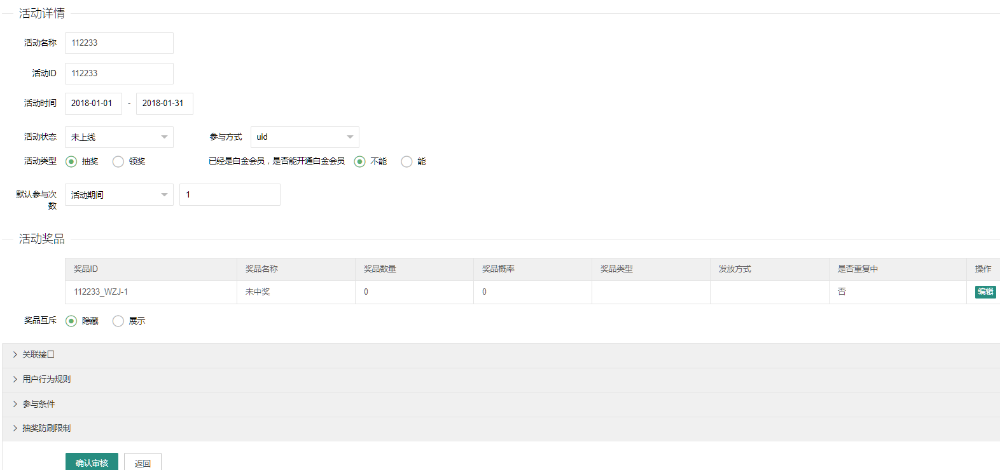 活动详情
活动名称 112233
活动ID 112233
活动时间 2018-01-01 - 2018-01-31
活动状态 未上线 参与方式 uid
活动类型 抽奖 领奖 已经是白金会员，是否能开通白金会员 不能 能
默认参与次数 活动期间 1
活动奖品
奖品ID 奖品名称 奖品数量 奖品概率 奖品类型 发放方式 是否重复中 操作
112233_WZJ-1 未中奖 0 0 否 编辑
奖品互斥 隐藏 展示
关联接口
用户行为规则
参与条件
抽奖防刷限制
确认审核 返回